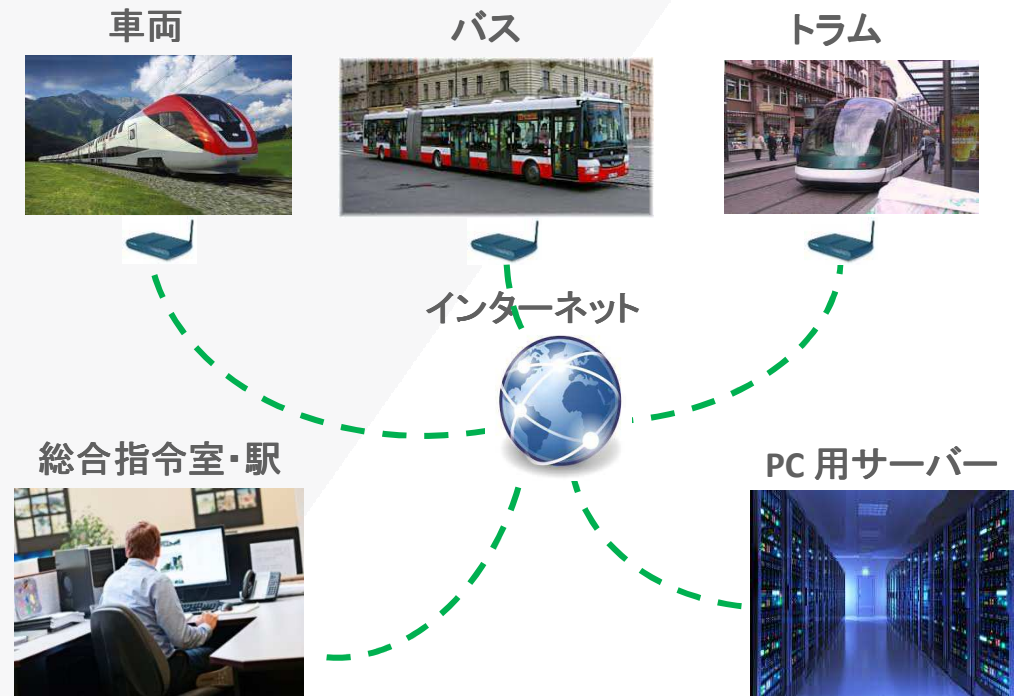 車両
バス
トラム
インターネット
総合指令室・駅
PC 用サーバー